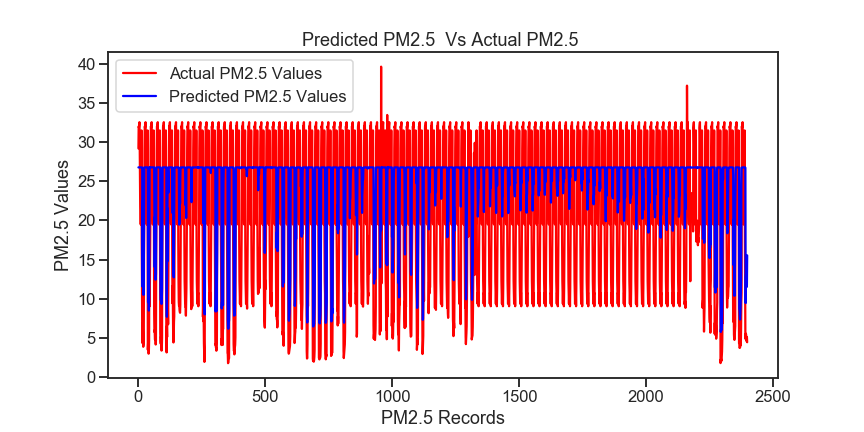 Predicted PM2.5  Vs Actual PM2.5
Actual PM2.5 Values
Predicted PM2.5 Values
PM2.5 Values
40
35
30
25
20
15
10
5
0
0 500 1000 1500 2000 2500
PM2.5 Records